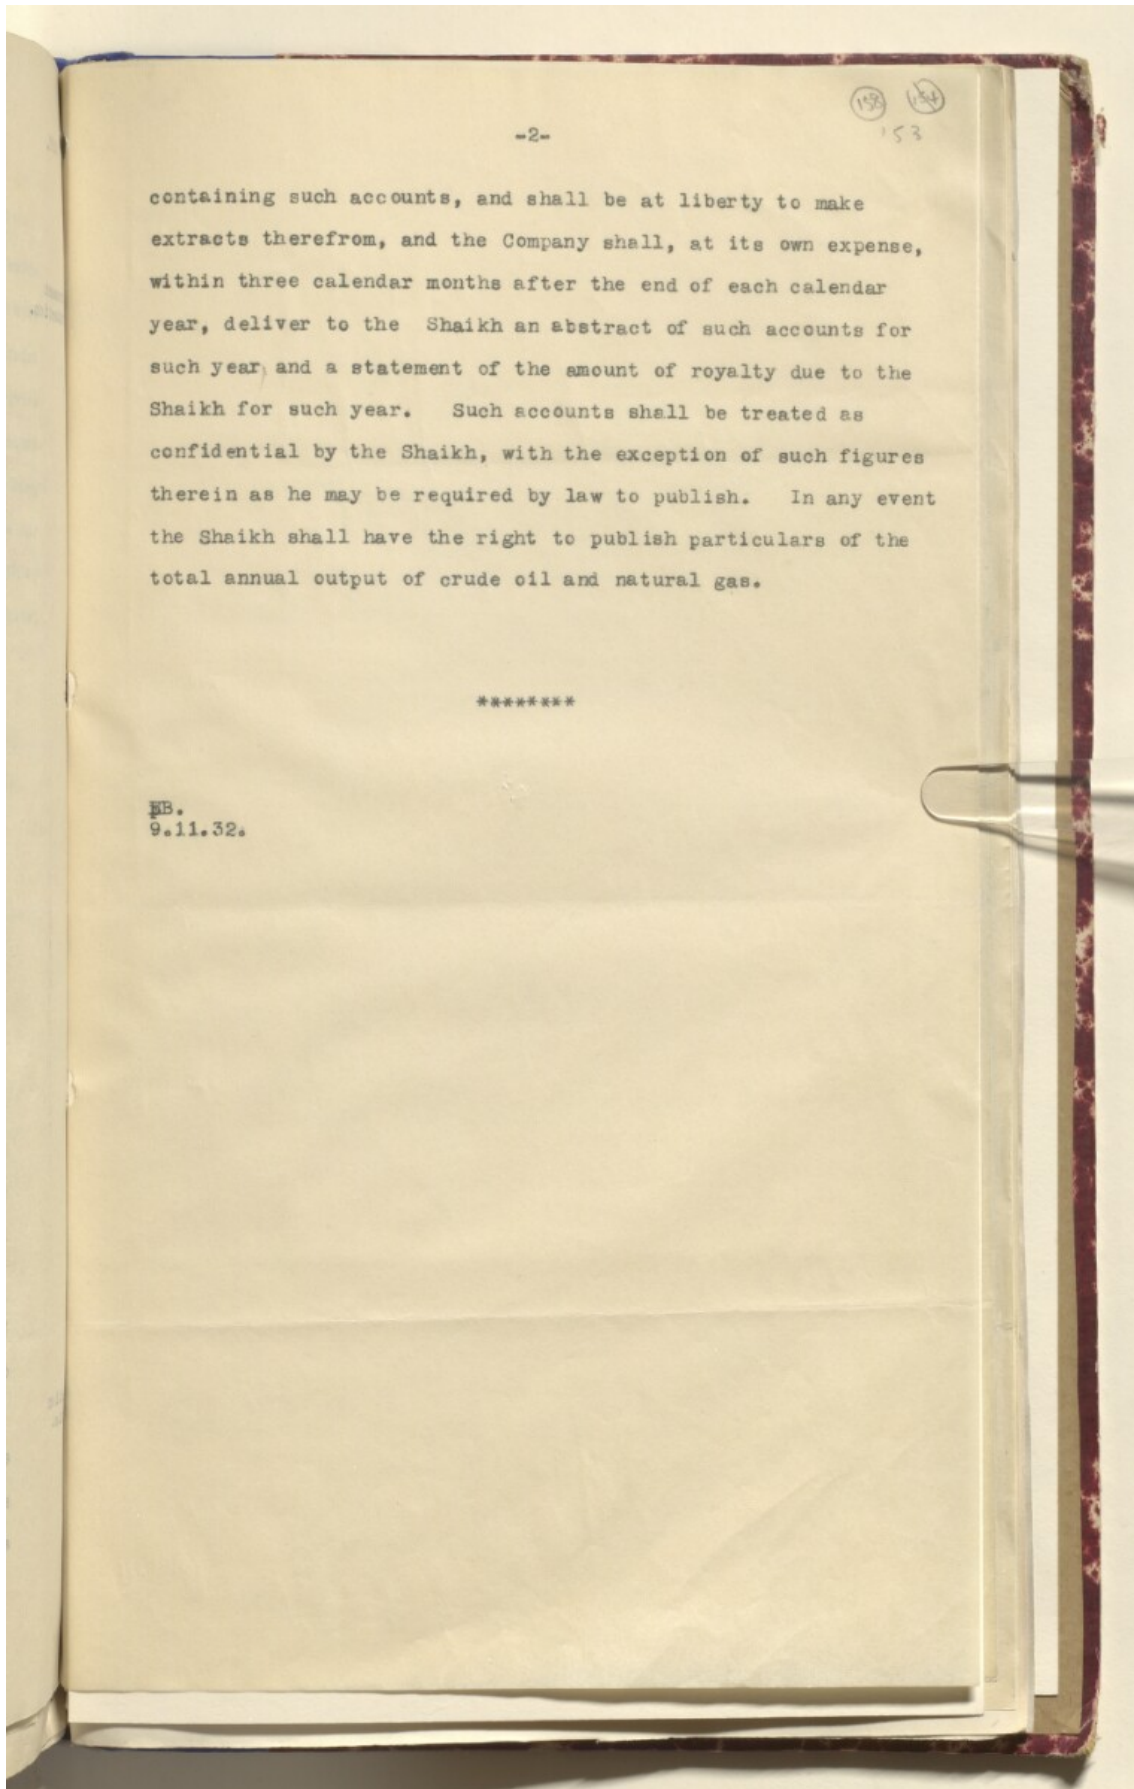 158 154
153
-2-
containing such accounts, and shall be at liberty to make
extracts therefrom, and the Company shall, at its own expense,
within three calendar months after the end of each calendar
year, deliver to the Shaikh an abstract of such accounts for
such year, and a statement of the amount of royalty due to the
Shaikh for such year. Such accounts shall be treated as
confidential by the Shaikh, with the exception of such figures
therein as he may be required by law to publish. In any event
the Shaikh shall have the right to publish particulars of the
total annual output of crude oil and natural gas.
********
B.
9.11.32.